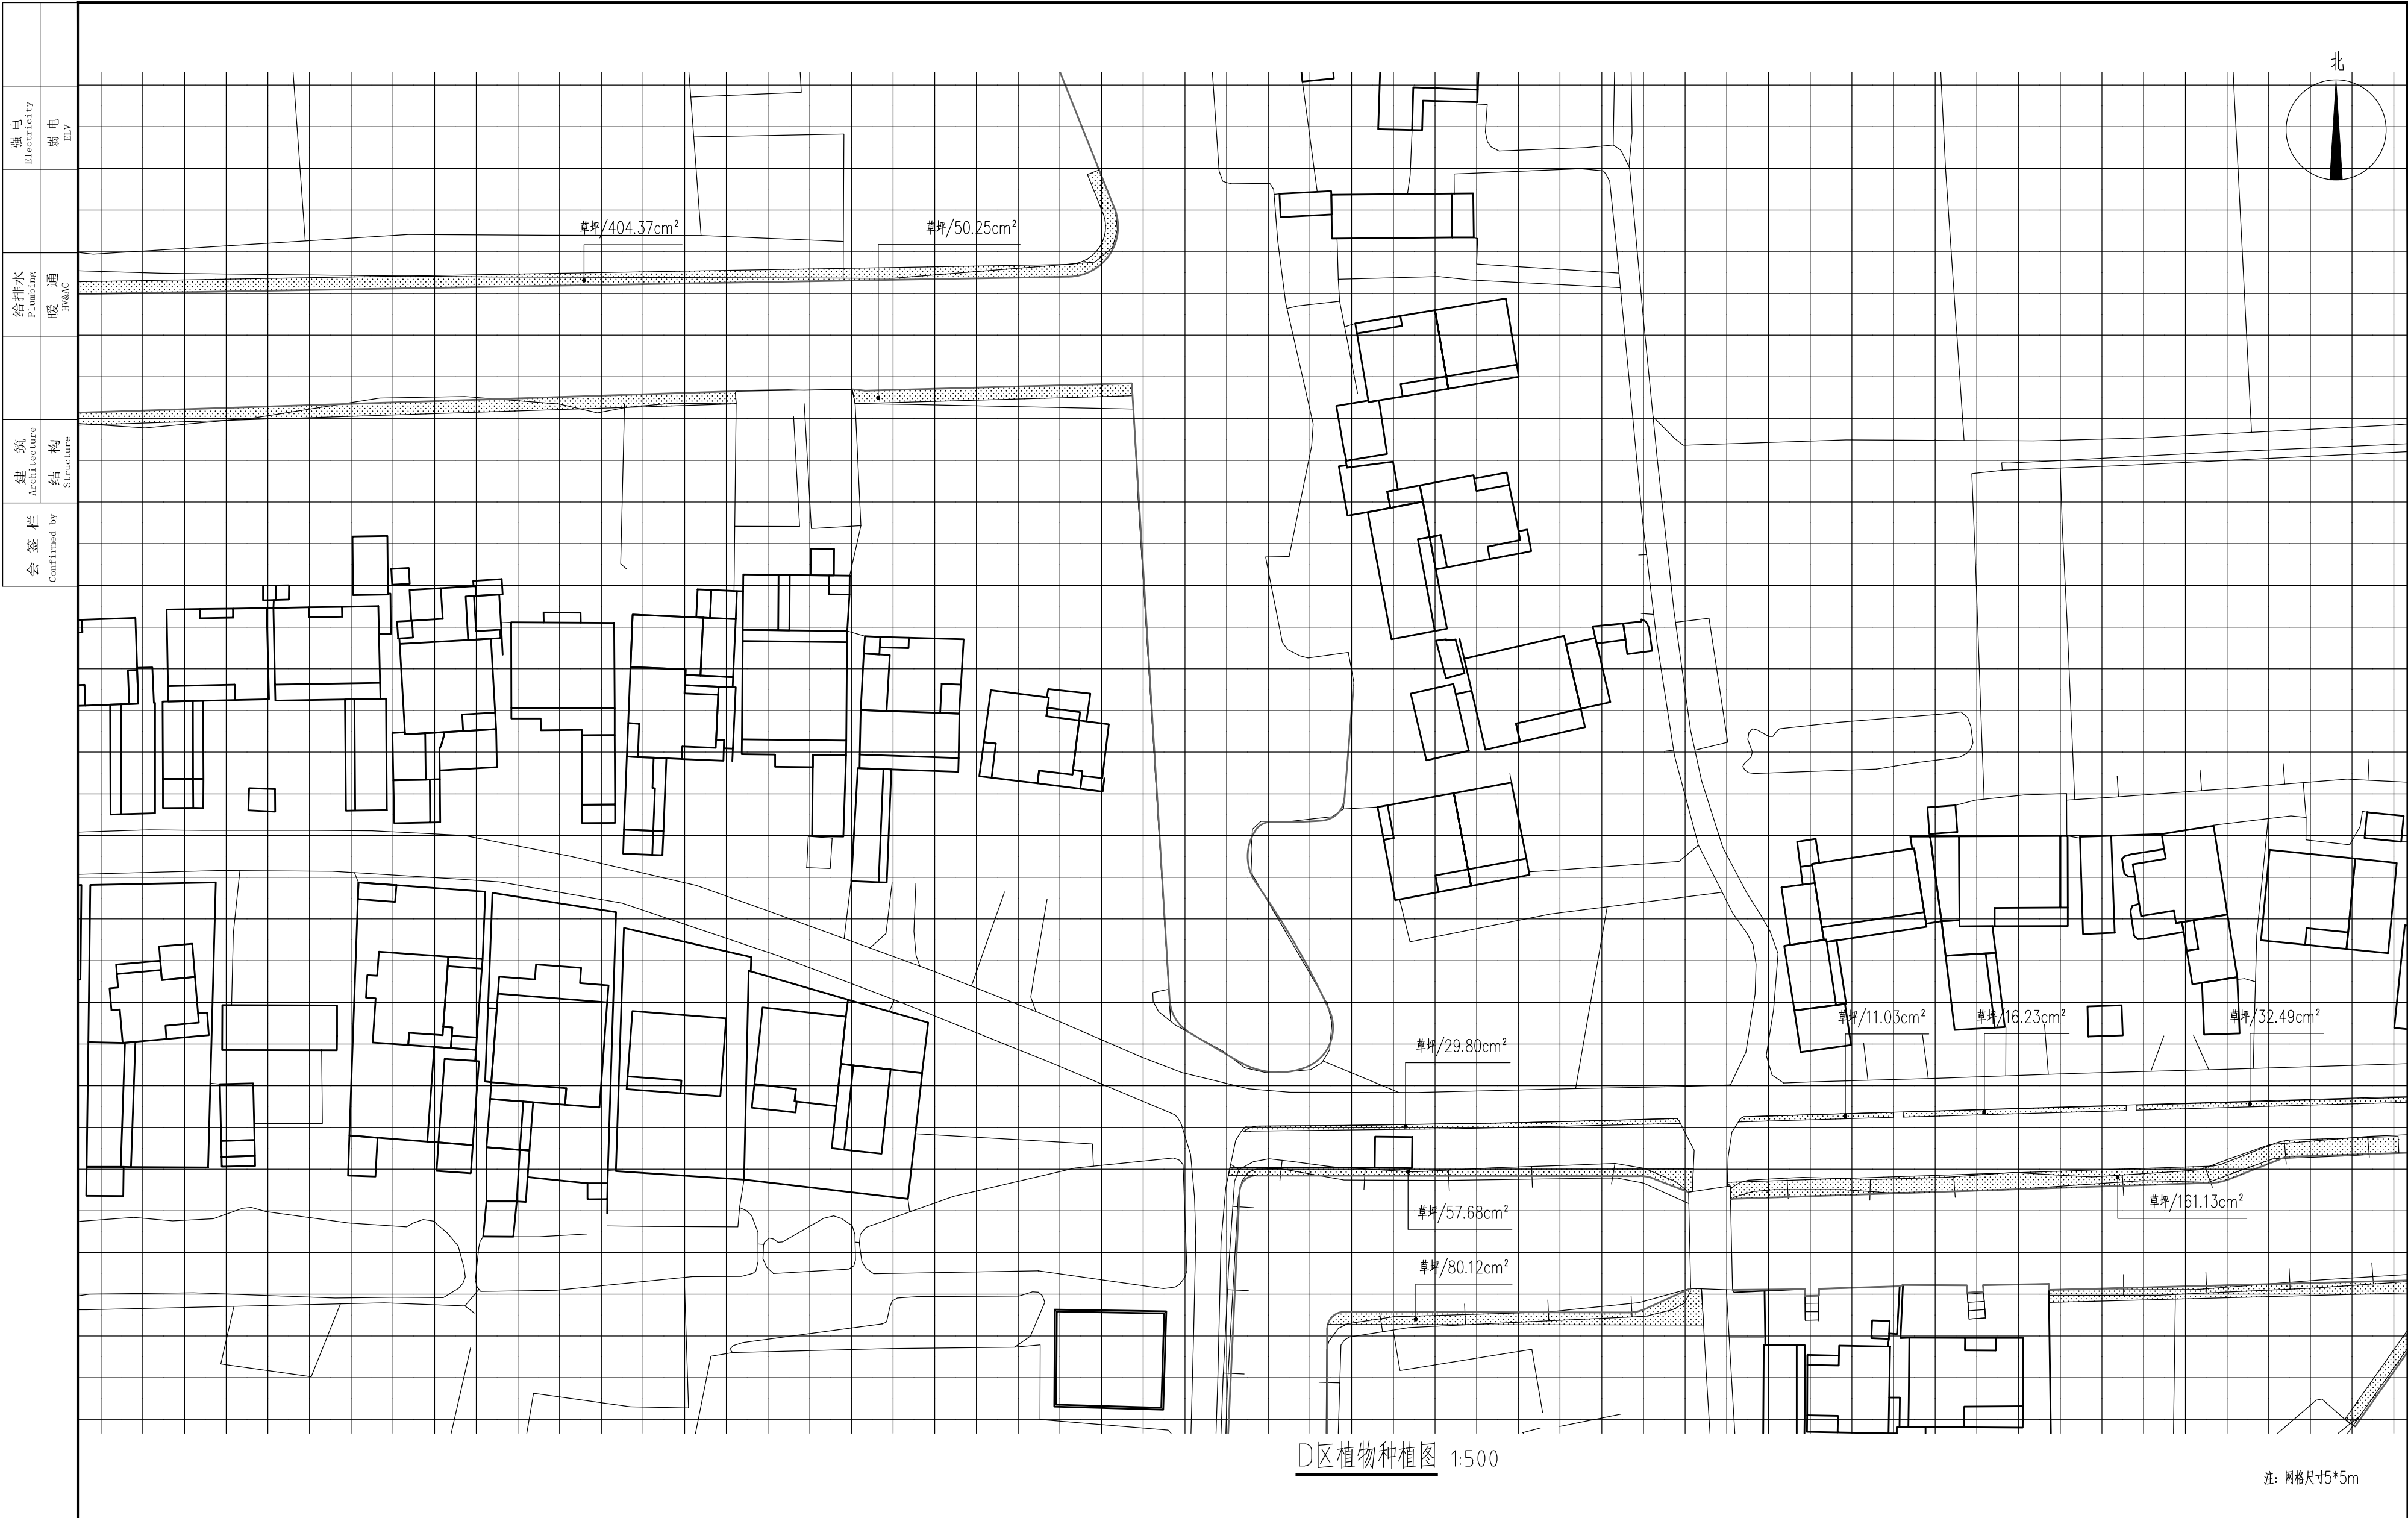 强 电
Electricity
弱 电
ELV
给排水
Plumbing
暖 通
HV&AC
建 筑
Architecture
结 构
Structure
会 签 栏
Confirmed by
北
草坪/404.37cm²
草坪/50.25cm²
草坪/11.03cm²
草坪/16.23cm²
草坪/32.49cm²
草坪/29.80cm²
草坪/161.13cm²
草坪/57.68cm²
草坪/80.12cm²
D区植物种植图 1:500
注：网格尺寸5*5m